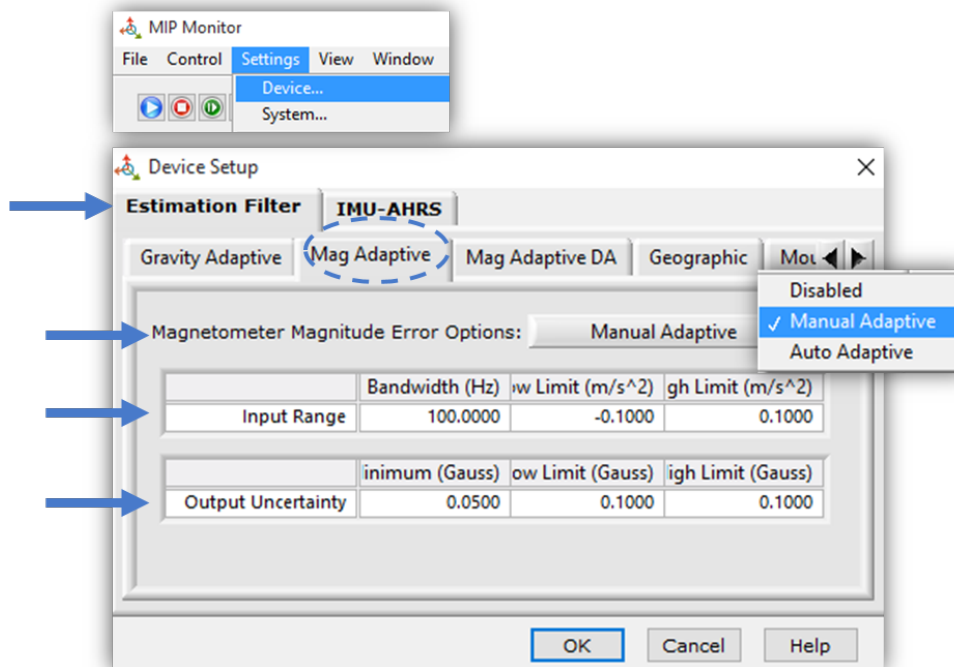 MIP Monitor
File Control Settings View Window
Device...
System...
Device Setup
Estimation Filter IMU-AHRS
Gravity Adaptive Mag Adaptive Mag Adaptive DA Geographic Mou
Disabled
Magnetometer Magnitude Error Options: Manual Adaptive
✓ Manual Adaptive
Auto Adaptive
Bandwidth (Hz) ow Limit (m/s^2) gh Limit (m/s^2)
Input Range 100.0000 -0.1000 0.1000
inimum (Gauss) ow Limit (Gauss) igh Limit (Gauss)
Output Uncertainty 0.0500 0.1000 0.1000
OK Cancel Help